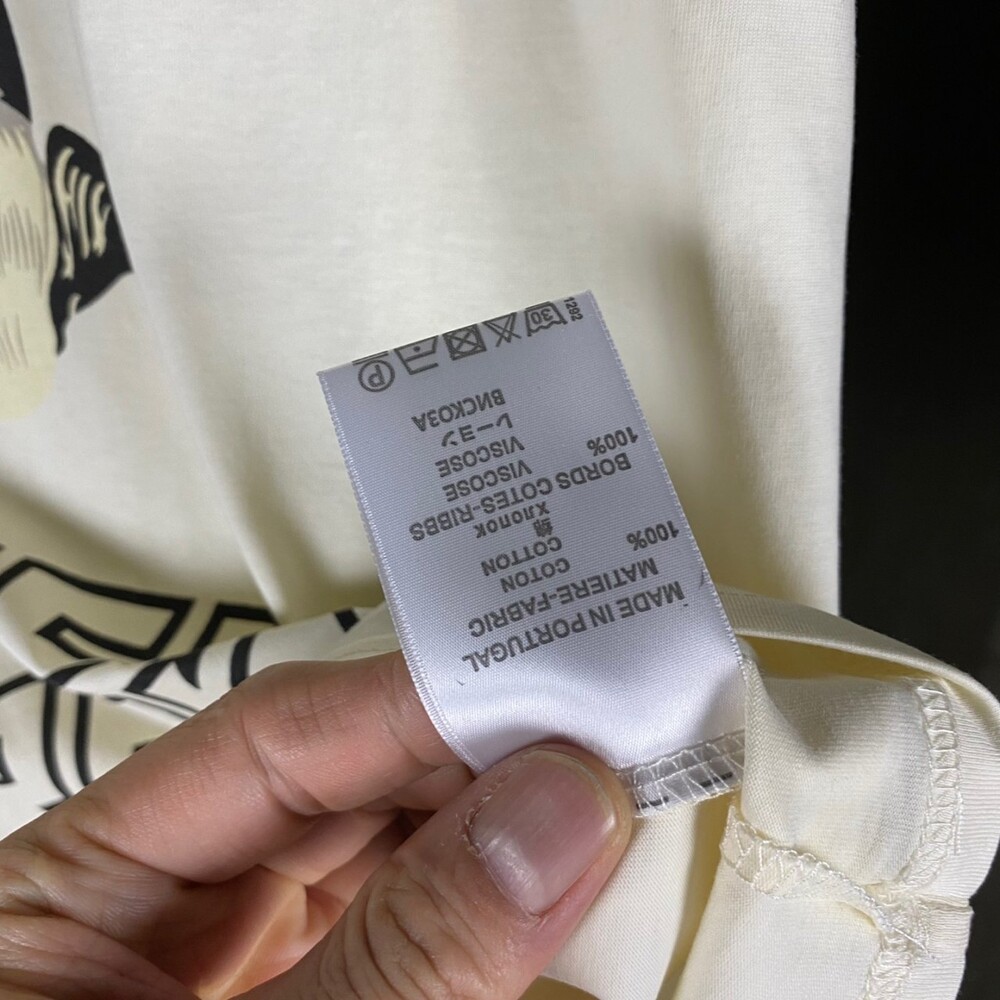 MADE IN PORTUGAL
MATIERE-FABRIC
100% COTON
COTTON
綿
хлопок
BORDS COTES-RIBBS
100% VISCOSE
VISCOSE
レーヨン
ВИСКОЗА
P
30
1292